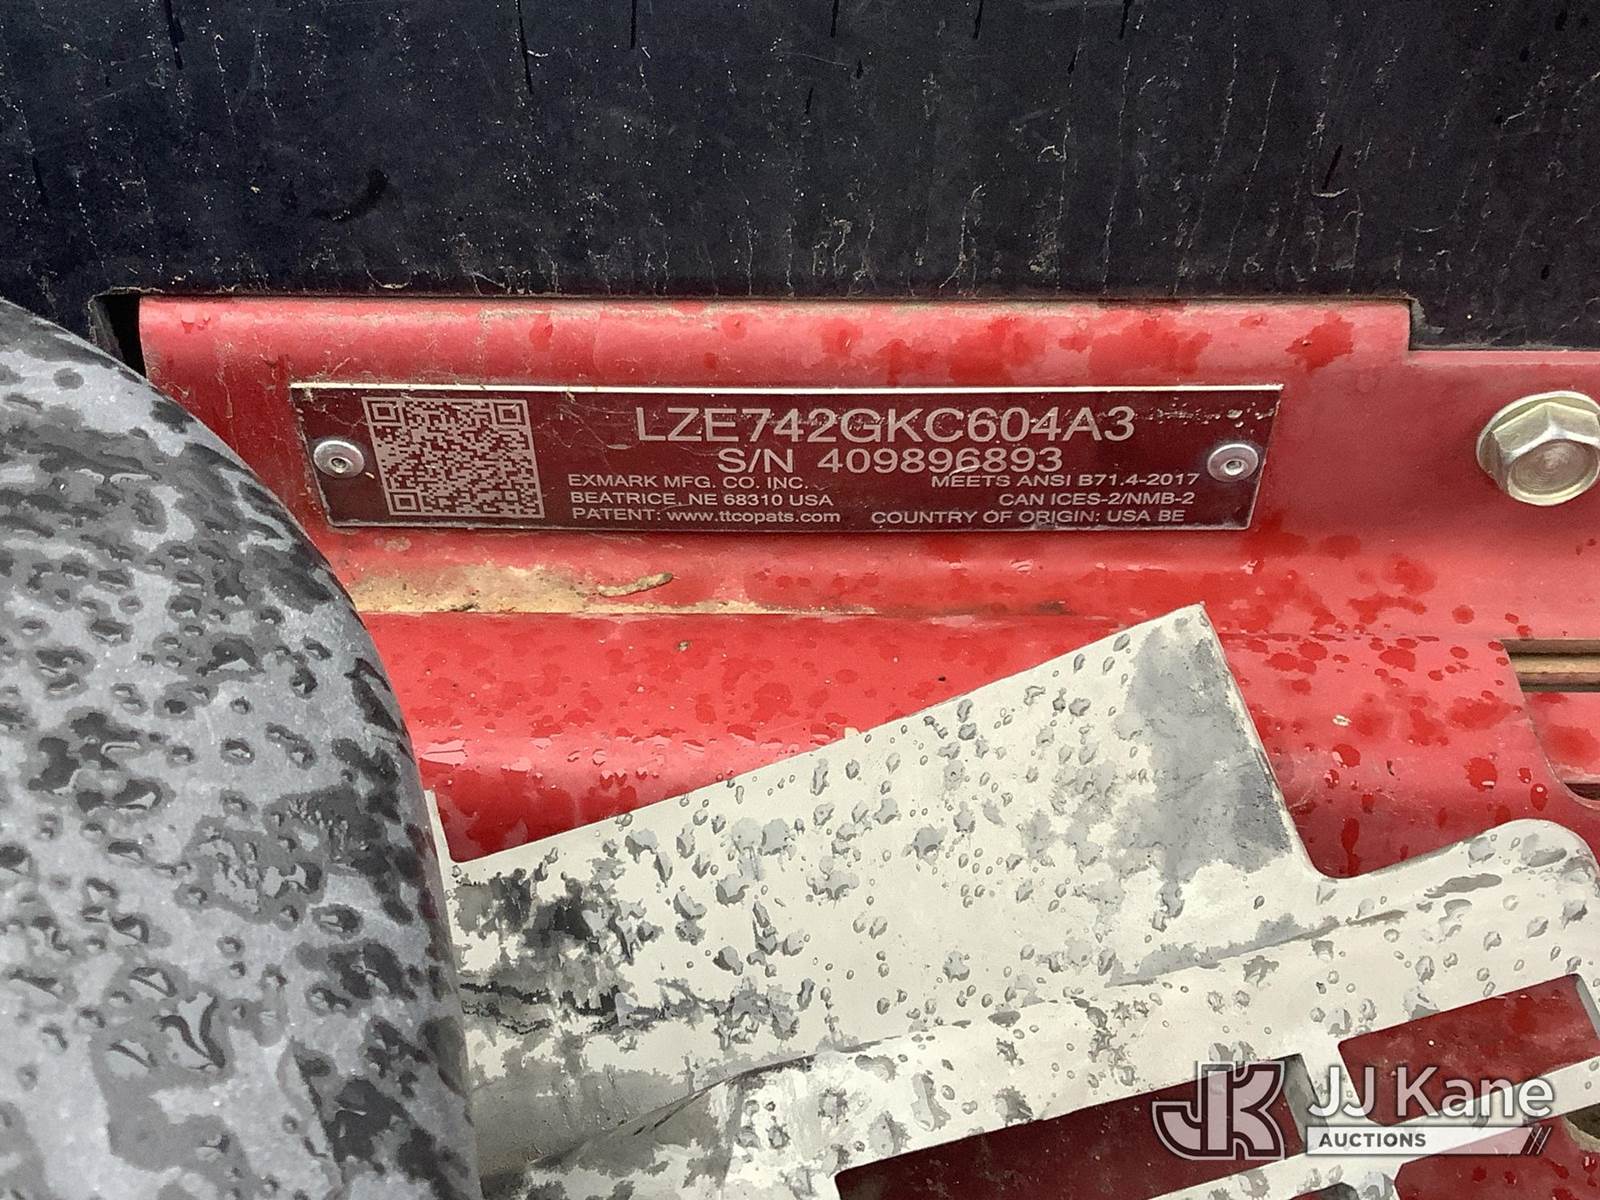 LZE742GKC604A3
S/N 409896893
EXMARK MFG. CO. INC.
BEATRICE, NE 68310 USA
PATENT: www.ttcopats.com
MEETS ANSI B71.4-2017
CAN ICES-2/NMB-2
COUNTRY OF ORIGIN: USA BE
JK JJ Kane
AUCTIONS